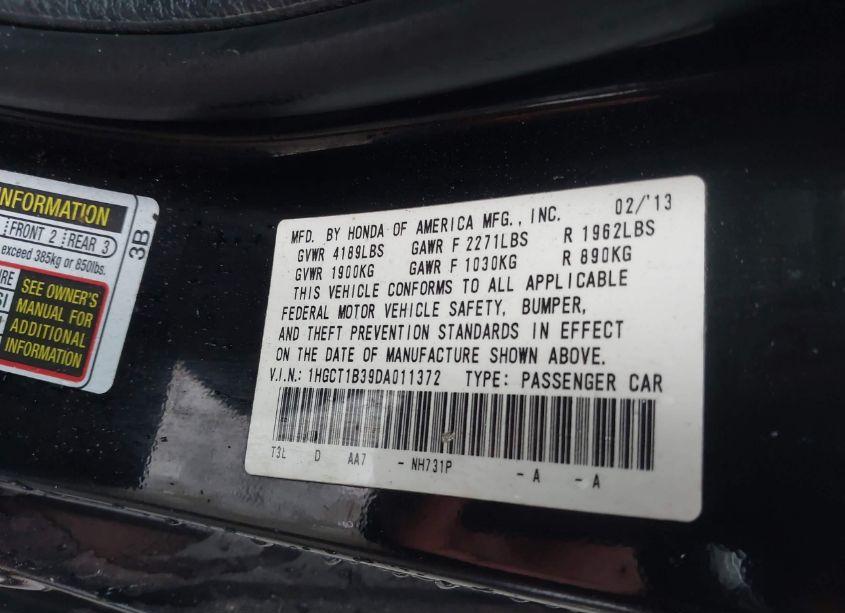 INFORMATION
FRONT 2 REAR 3
exceed 385kg or 850lbs.
SEE OWNER'S
MANUAL FOR
ADDITIONAL
INFORMATION
3B
MFD. BY HONDA OF AMERICA MFG., INC. 02/'13
GVWR 4189LBS GAWR F 2271LBS R 1962LBS
GVWR 1900KG GAWR F 1030KG R 890KG
THIS VEHICLE CONFORMS TO ALL APPLICABLE
FEDERAL MOTOR VEHICLE SAFETY, BUMPER,
AND THEFT PREVENTION STANDARDS IN EFFECT
ON THE DATE OF MANUFACTURE SHOWN ABOVE.
V.I.N.: 1HGCT1B39DA011372 TYPE: PASSENGER CAR
T3L D AA7 - NH731P - A - A